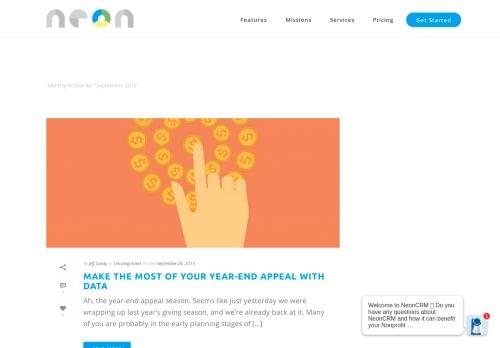 neon
Features
Missions
Services
Pricing
Get Started
Monthly Archive for: "September, 2015"
By Jeff Gordy In Uncategorized Posted September 25, 2015
MAKE THE MOST OF YOUR YEAR-END APPEAL WITH
DATA
Ah, the year-end appeal season. Seems like just yesterday we were
wrapping up last year's giving season, and we're already back at it. Many
of you are probably in the early planning stages of [...]
Welcome to NeonCRM ▯ Do you
have any questions about
NeonCRM and how it can benefit
your Nonprofit ...
1